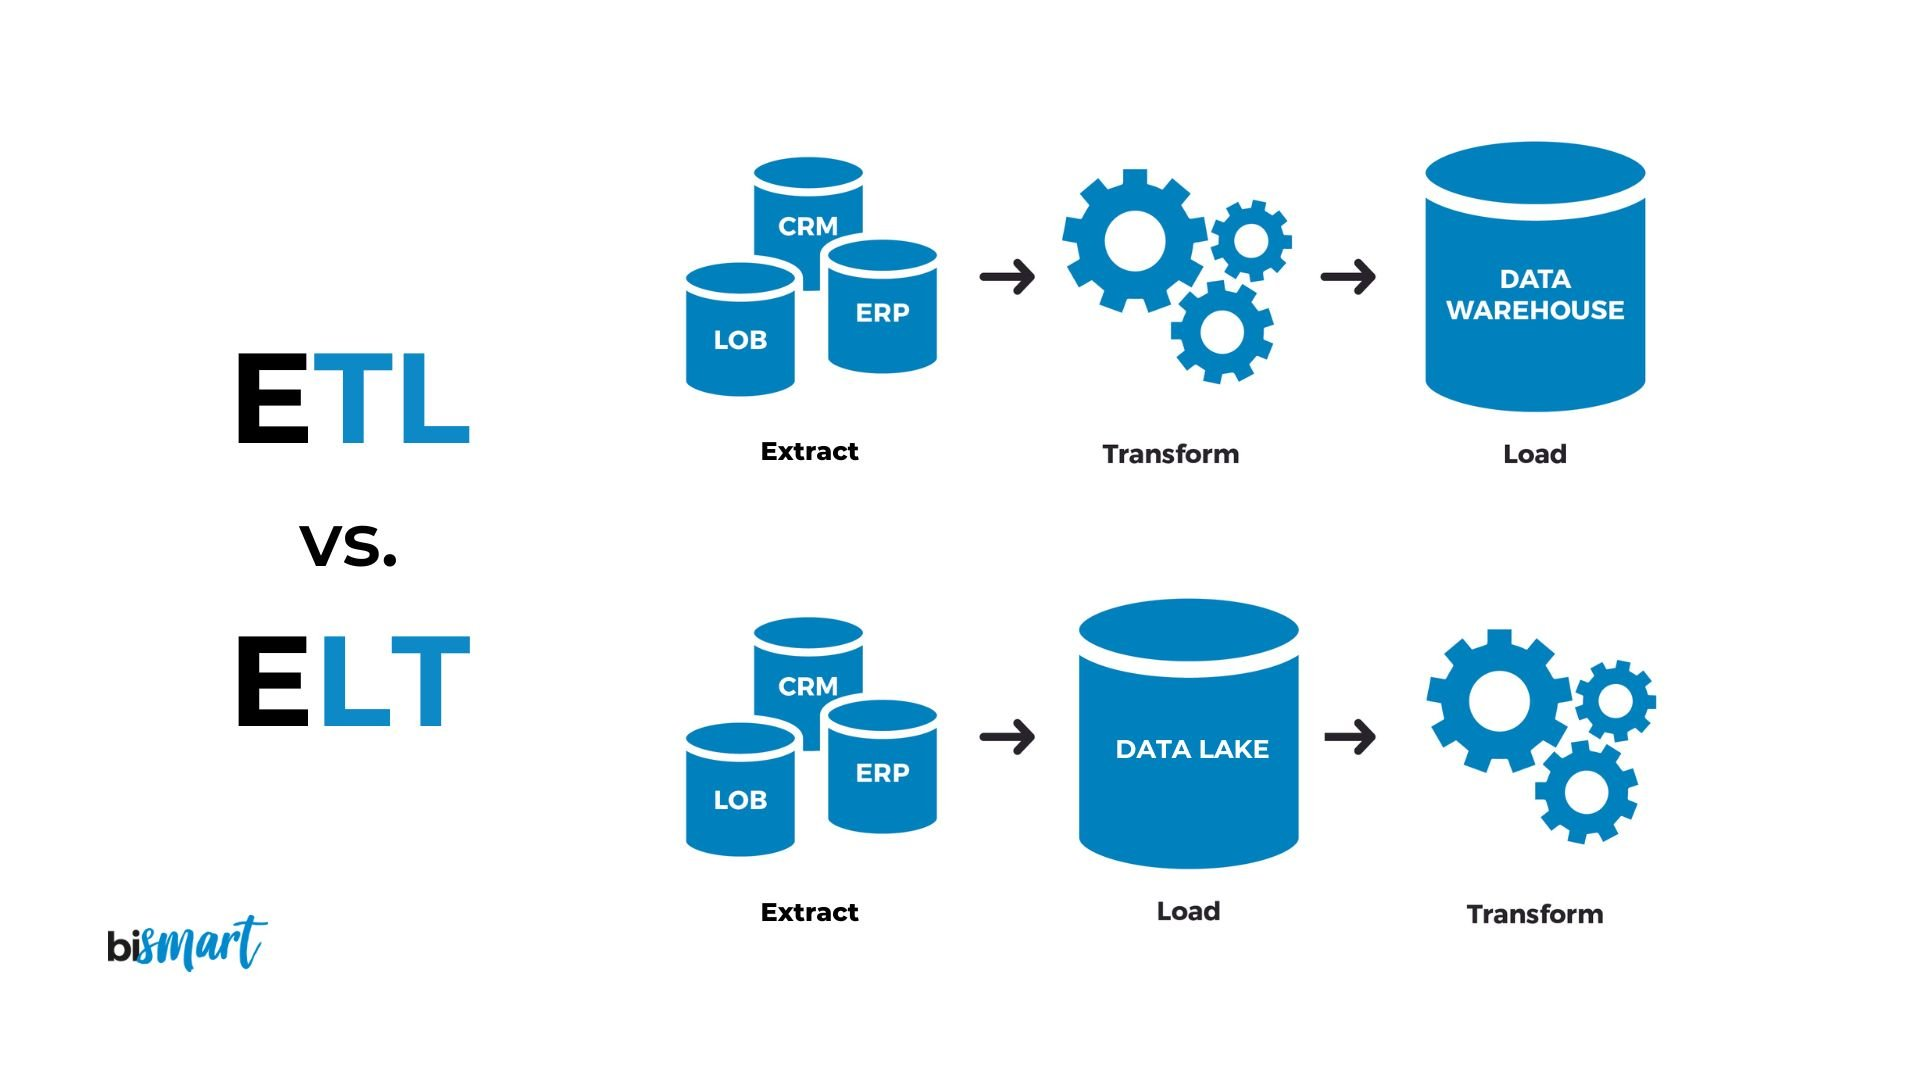 ETL
vs.
ELT
CRM
LOB
ERP
DATA
WAREHOUSE
Extract
Transform
Load
CRM
LOB
ERP
DATA LAKE
Extract
Load
Transform
bismart